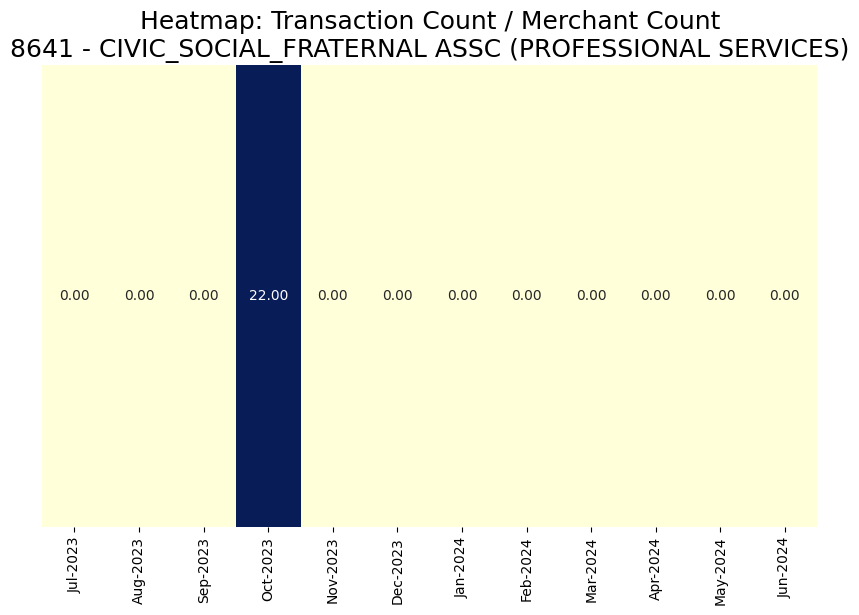 Heatmap: Transaction Count / Merchant Count
8641 - CIVIC_SOCIAL_FRATERNAL ASSC (PROFESSIONAL SERVICES)
0.00 0.00 0.00 22.00 0.00 0.00 0.00 0.00 0.00 0.00 0.00 0.00
Jul-2023
Aug-2023
Sep-2023
Oct-2023
Nov-2023
Dec-2023
Jan-2024
Feb-2024
Mar-2024
Apr-2024
May-2024
Jun-2024